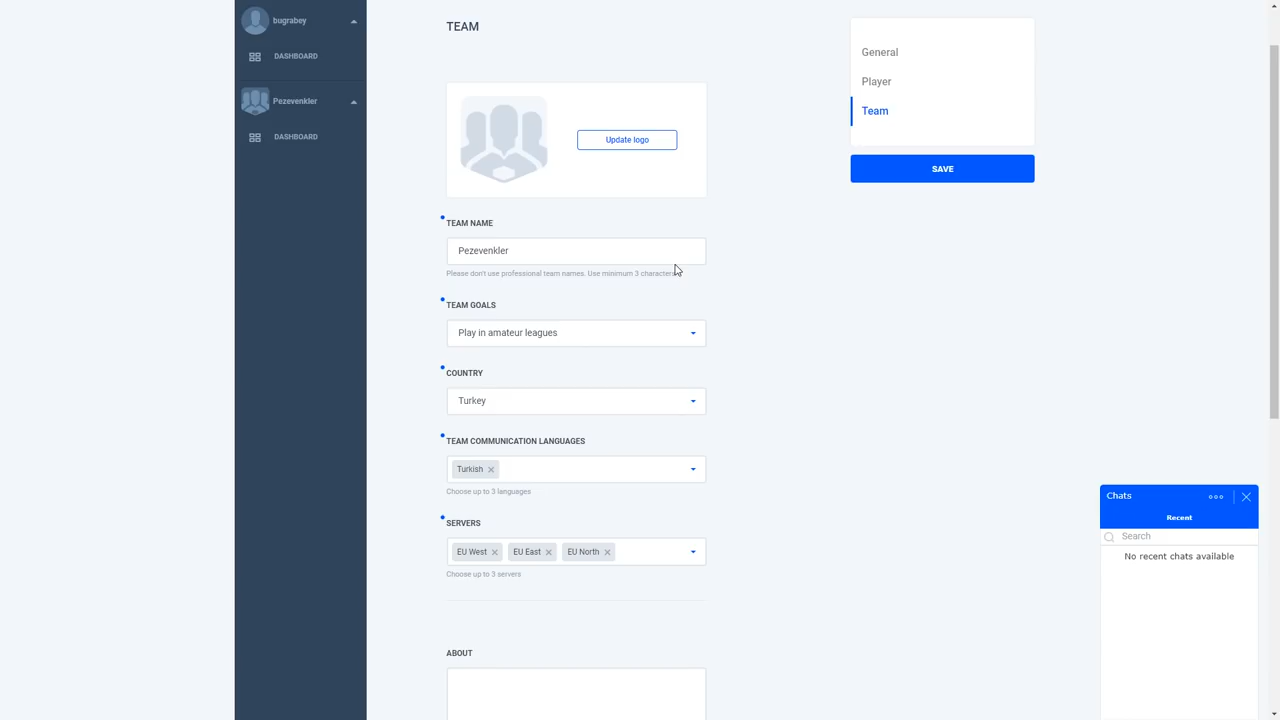 bugrabey
DASHBOARD
Pezevenkler
DASHBOARD
TEAM
Update logo
TEAM NAME
Pezevenkler
Please don't use professional team names. Use minimum 3 characters
TEAM GOALS
Play in amateur leagues
COUNTRY
Turkey
TEAM COMMUNICATION LANGUAGES
Turkish
Choose up to 3 languages
SERVERS
EU West EU East EU North
Choose up to 3 servers
ABOUT
General
Player
Team
SAVE
Chats
Recent
Search
No recent chats available